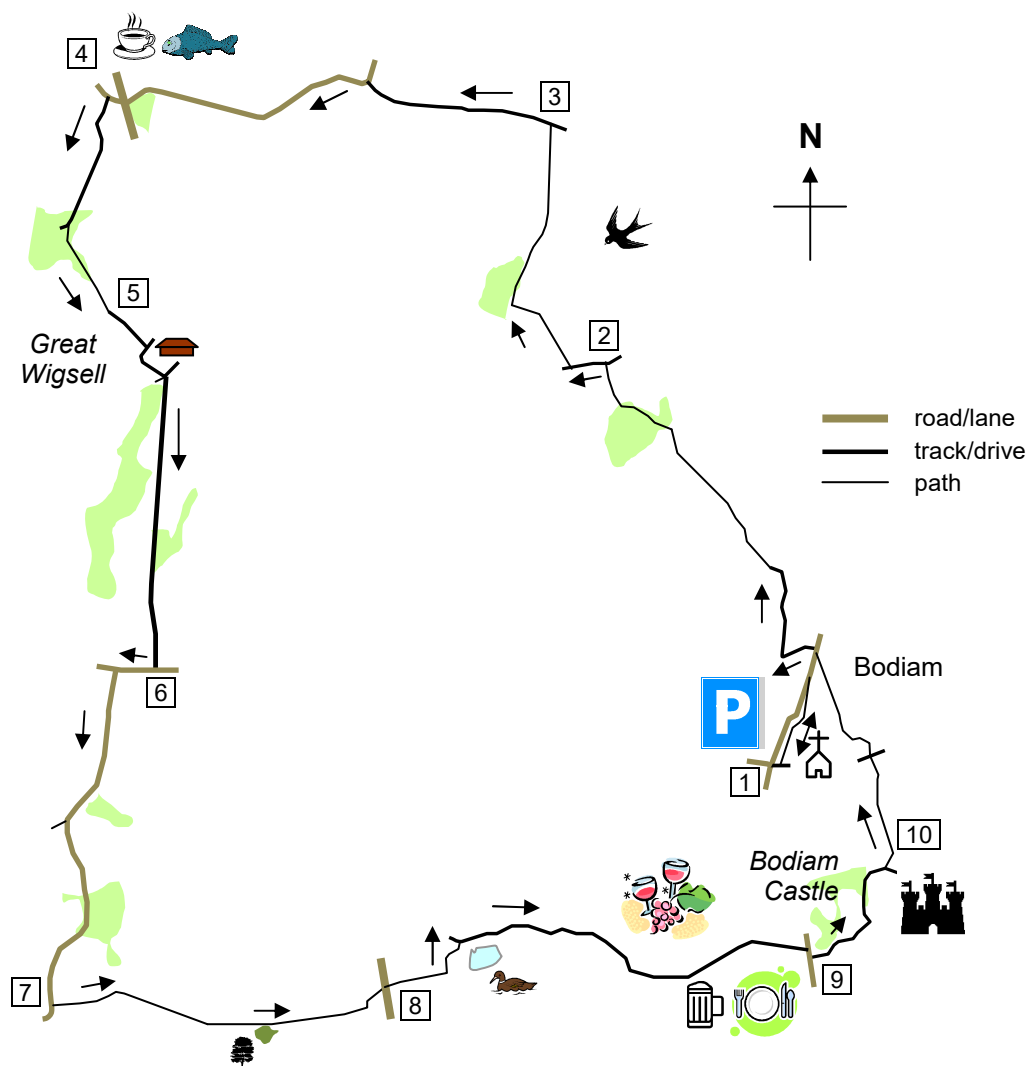 4
3
N
5
Great
Wigsell
2
road/lane
track/drive
path
Bodiam
6
P
1
10
Bodiam
Castle
7
8
9